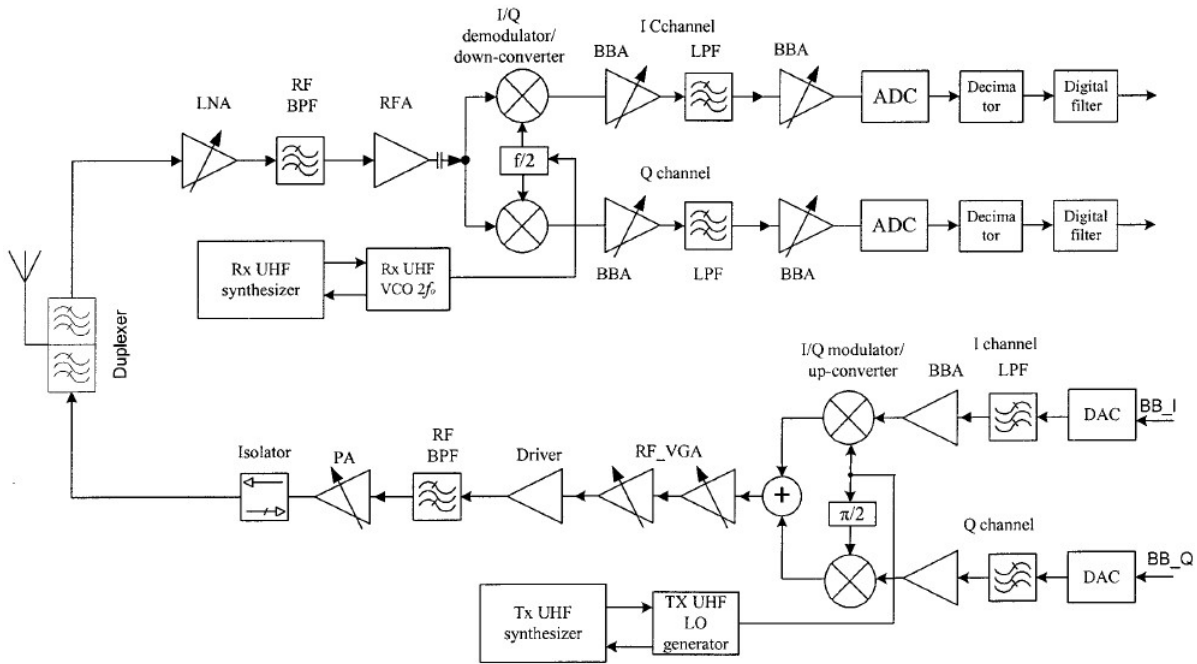 I/Q
demodulator/
down-converter
I Cchannel
BBA
LPF
BBA
LNA
RF
BPF
RFA
ADC
Decima
tor
Digital
filter
f/2
Q channel
ADC
Decima
tor
Digital
filter
BBA
LPF
BBA
Rx UHF
synthesizer
Rx UHF
VCO 2fo
Duplexer
I/Q modulator/
up-converter
I channel
BBA
LPF
DAC
BB_I
Isolator
PA
RF
BPF
Driver
RF_VGA
+
π/2
Q channel
DAC
BB_Q
Tx UHF
synthesizer
TX UHF
LO
generator